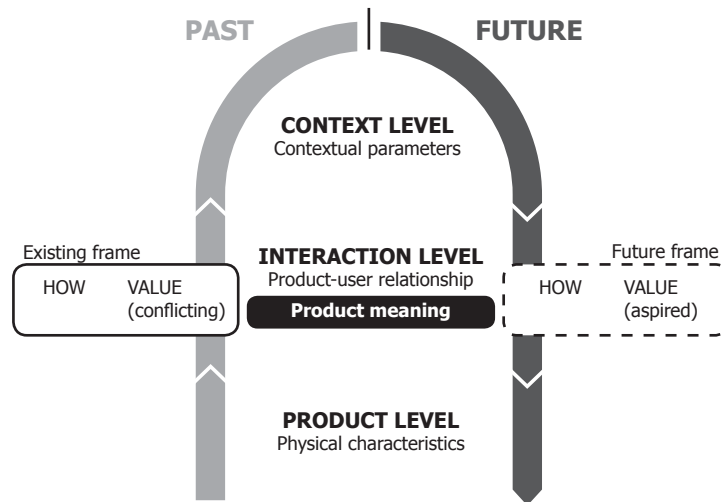 PAST FUTURE
CONTEXT LEVEL
Contextual parameters
Existing frame
HOW VALUE
(conflicting)
INTERACTION LEVEL
Product-user relationship
Product meaning
Future frame
HOW VALUE
(aspired)
PRODUCT LEVEL
Physical characteristics